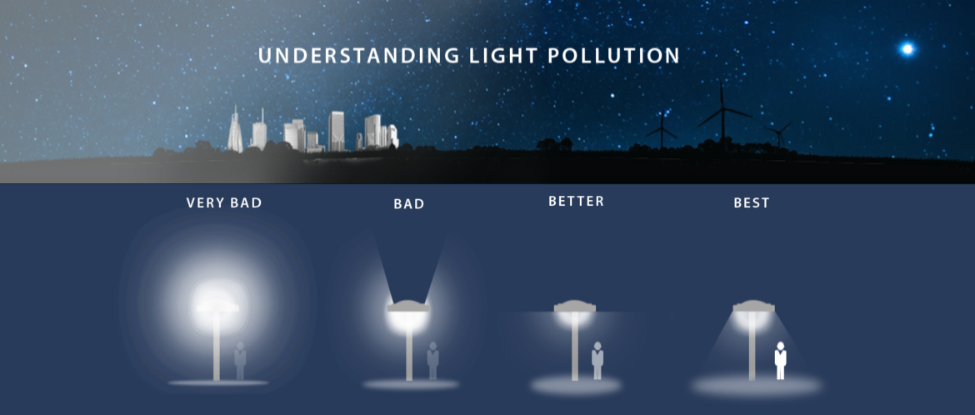 UNDERSTANDING LIGHT POLLUTION
VERY BAD
BAD
BETTER
BEST